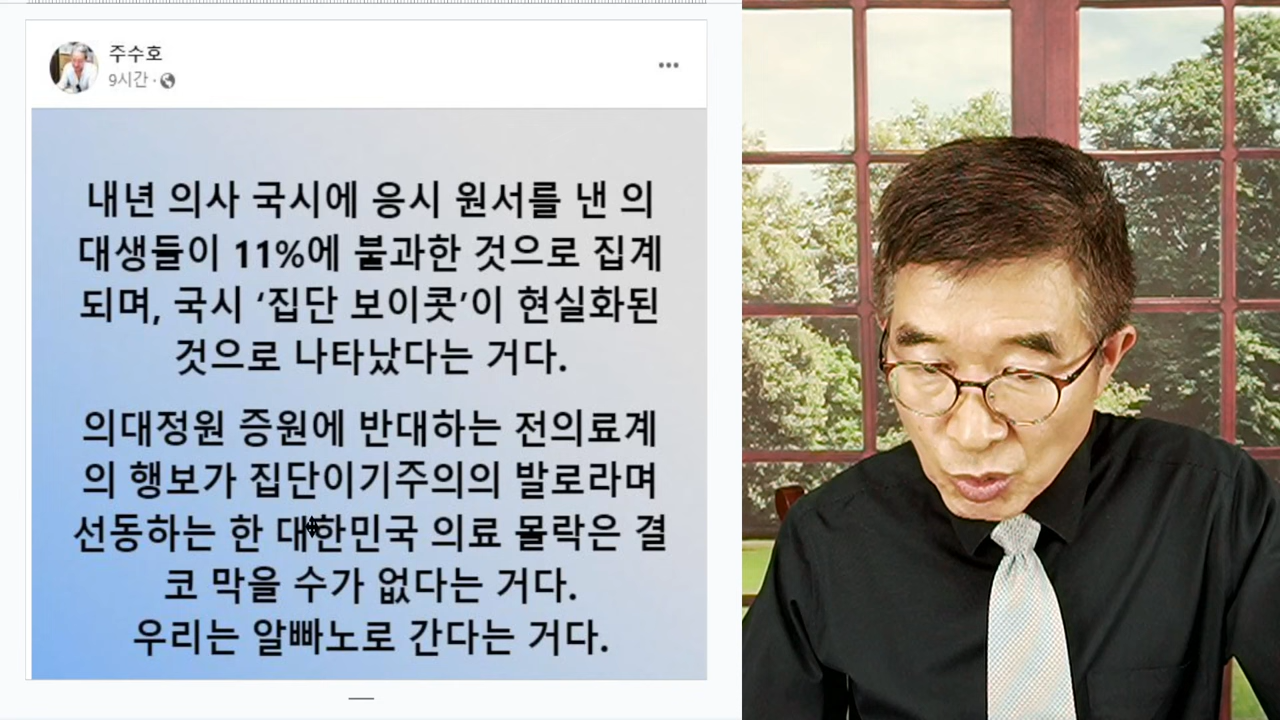 주수호
9시간 ·
내년 의사 국시에 응시 원서를 낸 의
대생들이 11%에 불과한 것으로 집계
되며, 국시 ‘집단 보이콧’이 현실화된
것으로 나타났다는 거다.
의대정원 증원에 반대하는 전의료계
의 행보가 집단이기주의의 발로라며
선동하는 한 대한민국 의료 몰락은 결
코 막을 수가 없다는 거다.
우리는 알빠노로 간다는 거다.